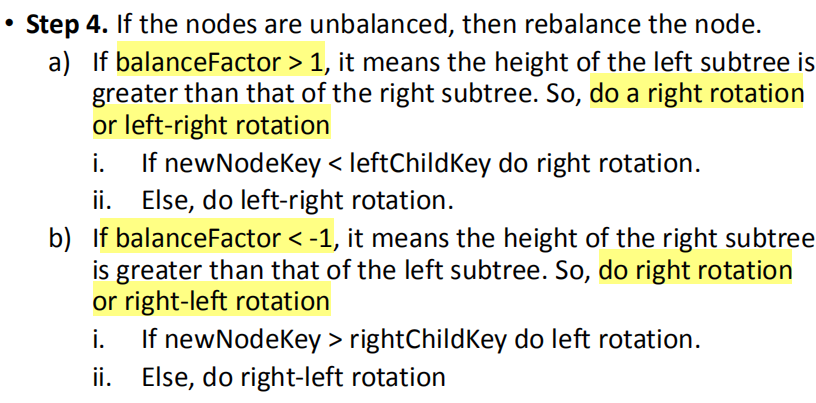 • Step 4. If the nodes are unbalanced, then rebalance the node.
a) If balanceFactor > 1, it means the height of the left subtree is
greater than that of the right subtree. So, do a right rotation
or left-right rotation
i. If newNodeKey < leftChildKey do right rotation.
ii. Else, do left-right rotation.
b) If balanceFactor < -1, it means the height of the right subtree
is greater than that of the left subtree. So, do right rotation
or right-left rotation
i. If newNodeKey > rightChildKey do left rotation.
ii. Else, do right-left rotation